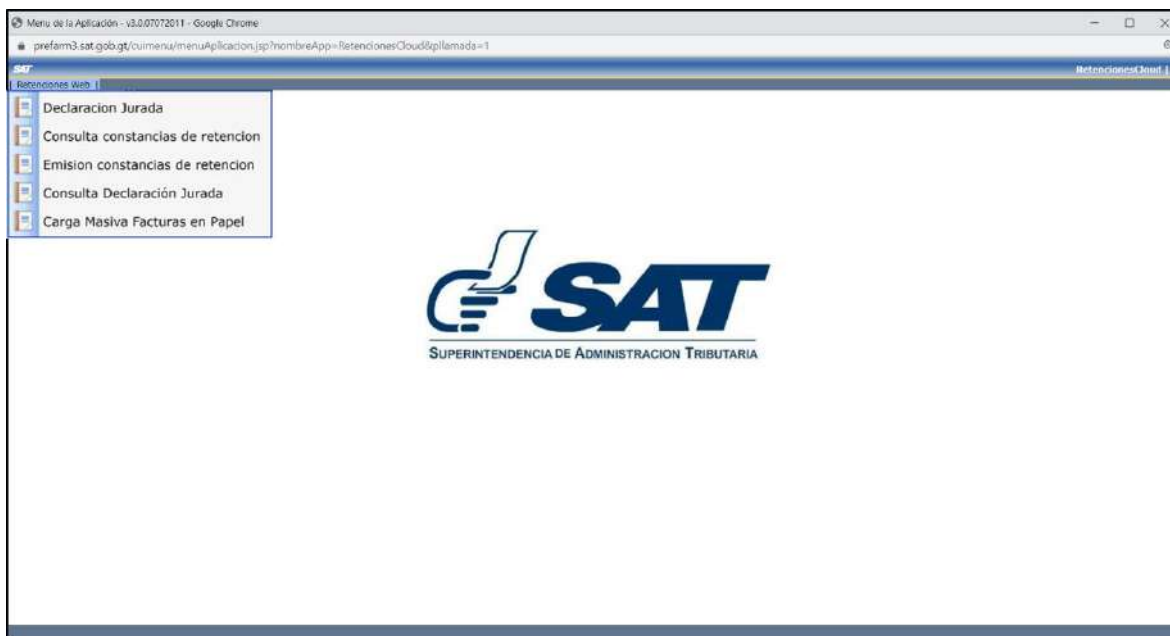 Menu de la Aplicación - v3.0.07072011 - Google Chrome
prefarm3.sat.gob.gt/cuimenu/menuAplicacion.jsp?nombreApp=RetencionesCloud&pllamada=1
SAT
RetencionesCloud |
| Retenciones Web |
Declaracion Jurada
Consulta constancias de retencion
Emision constancias de retencion
Consulta Declaración Jurada
Carga Masiva Facturas en Papel
SAT
SUPERINTENDENCIA DE ADMINISTRACION TRIBUTARIA